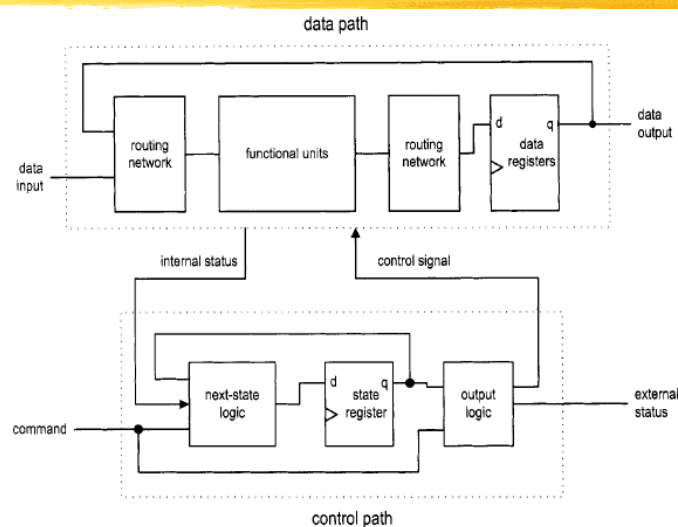 data path
routing
network
functional units
routing
network
d
q
data
registers
data
output
data
input
internal status
control signal
next-state
logic
d
q
state
register
output
logic
external
status
command
control path